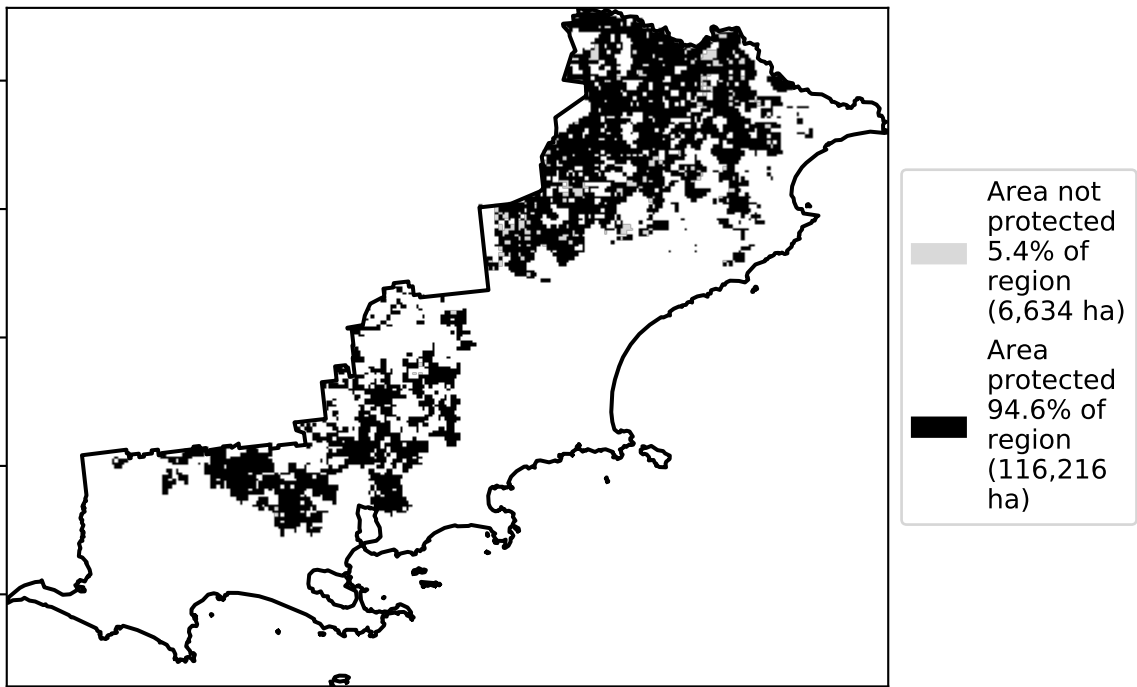 Area not
protected
5.4% of
region
(6,634 ha)
Area
protected
94.6% of
region
(116,216
ha)